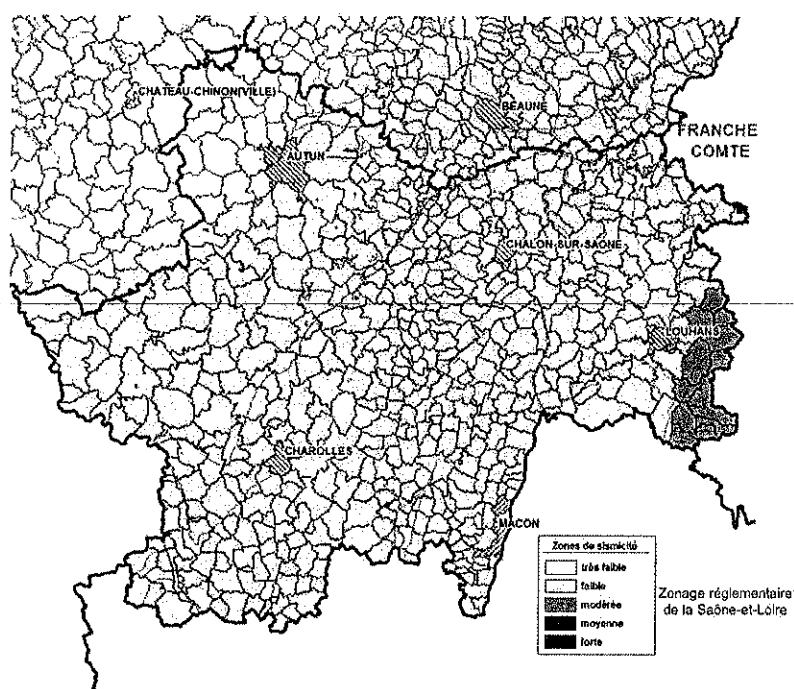 CHATEAU-CHINON(VILLE)
BEAUNE
FRANCHE
COMTE
AUTUN
CHALON-SUR-SAONE
LOUHANS
CHAROLLES
MACON
Zones de sismicité
très faible
faible
modérée
moyenne
forte
Zonage réglementaire
de la Saône-et-Loire